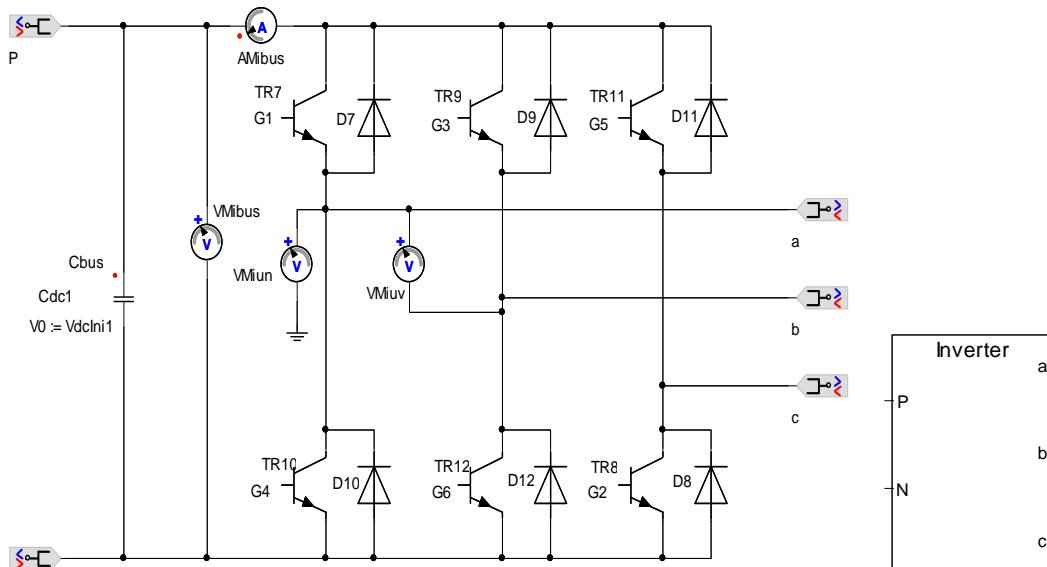 A
P
AMibus
TR7
G1
D7
TR9
G3
D9
TR11
G5
D11
VMibus
V
VMiun
V
VMiuv
V
a
b
c
Cbus
Cdc1
V0 := VdcIni1
TR10
G4
D10
TR12
G6
D12
TR8
G2
D8
Inverter
P
N
a
b
c